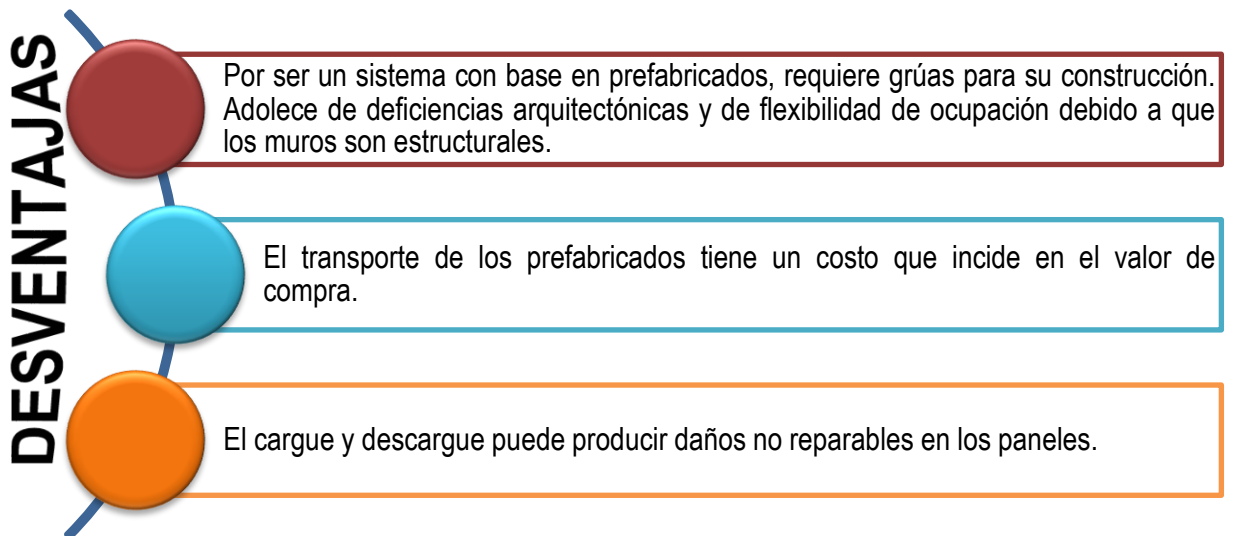 DESVENTAJAS
Por ser un sistema con base en prefabricados, requiere grúas para su construcción.
Adolece de deficiencias arquitectónicas y de flexibilidad de ocupación debido a que
los muros son estructurales.
El transporte de los prefabricados tiene un costo que incide en el valor de
compra.
El cargue y descargue puede producir daños no reparables en los paneles.